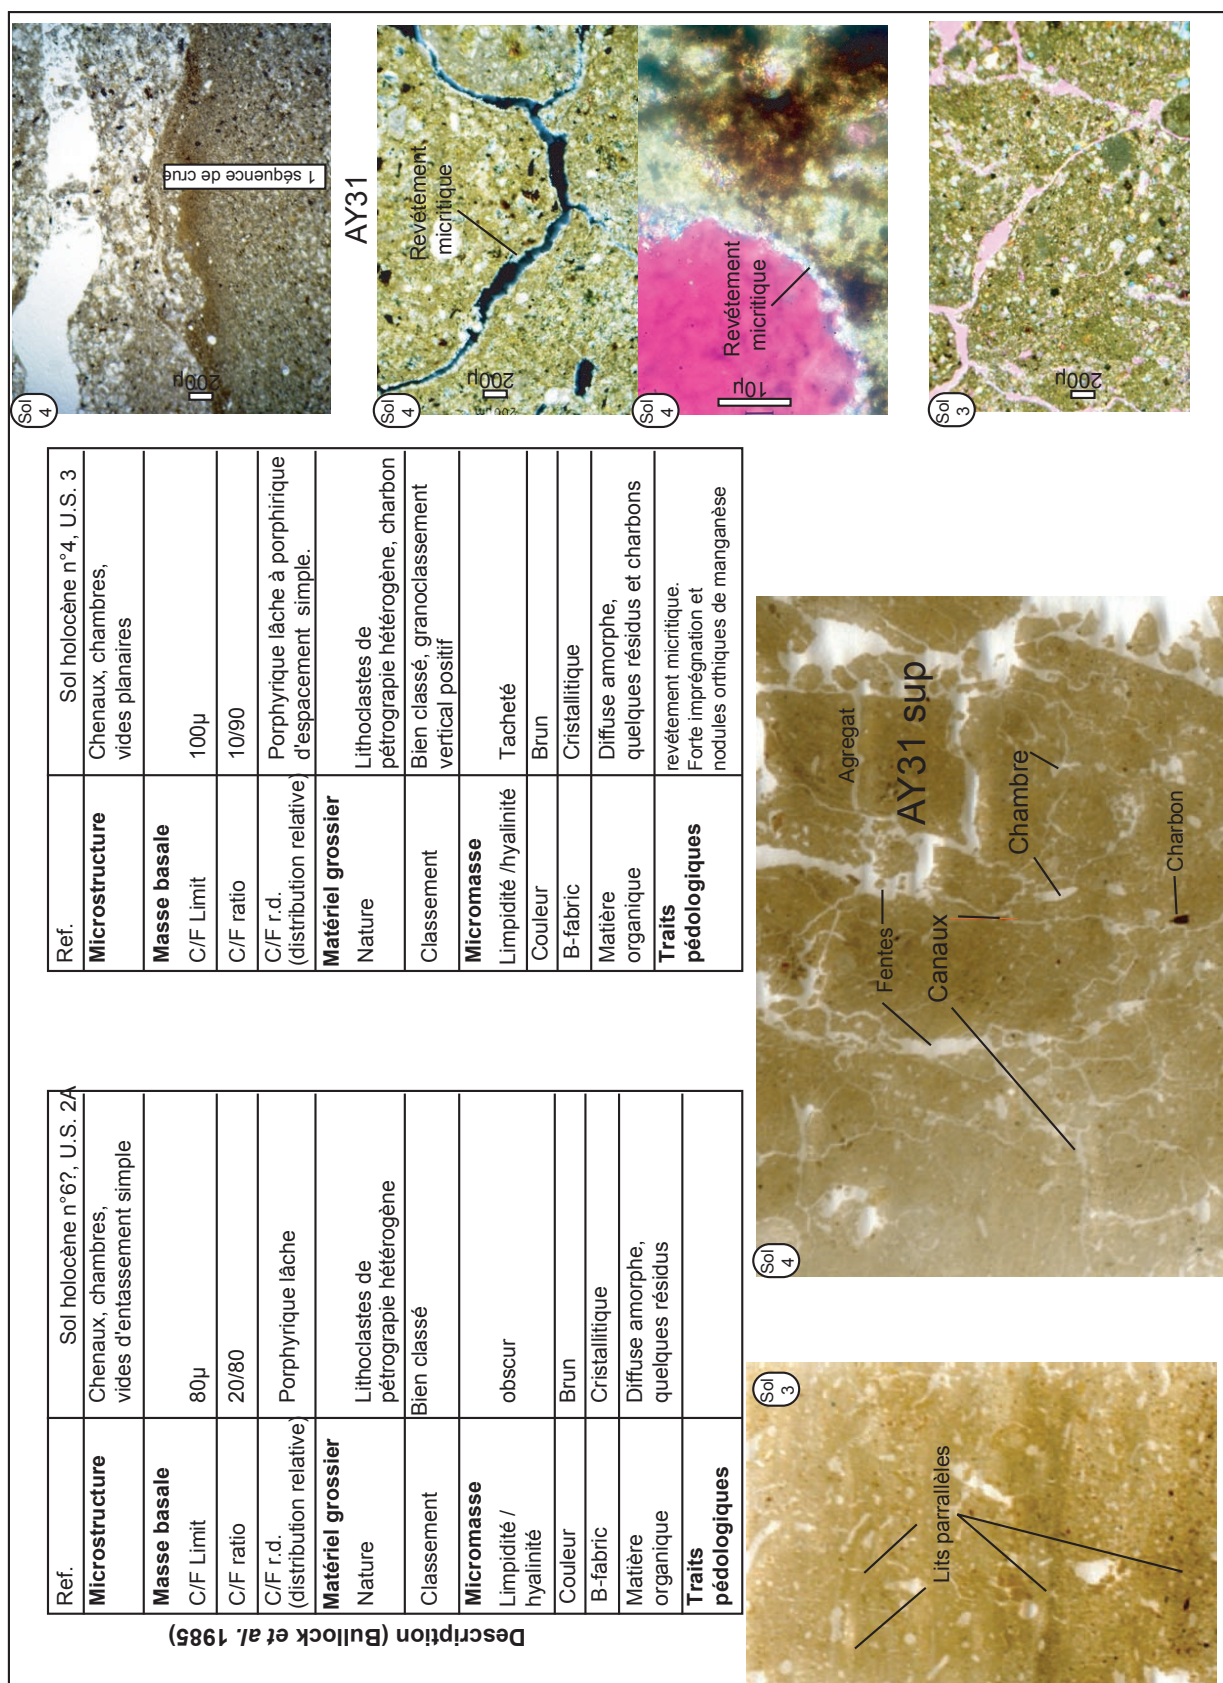 Description (Bullock et al. 1985)
Ref.
Sol holocène n°6?, U.S. 2A
Microstructure
Chenaux, chambres,
vides d'entassement simple
Masse basale
C/F Limit
80µ
C/F ratio
20/80
C/F r.d.
(distribution relative)
Porphyrique lâche
Matériel grossier
Nature
Lithoclastes de
pétrograpie hétérogène
Classement
Bien classé
Micromasse
Limpidité /
hyalinité
obscur
Couleur
Brun
B-fabric
Cristallitique
Matière
organique
Diffuse amorphe,
quelques résidus
Traits
pédologiques
Ref.
Sol holocène n°4, U.S. 3
Microstructure
Chenaux, chambres,
vides planaires
Masse basale
C/F Limit
100µ
C/F ratio
10/90
C/F r.d.
(distribution relative)
Porphyrique lâche à porphirique
d'espacement simple.
Matériel grossier
Nature
Lithoclastes de
pétrograpie hétérogène, charbon
Classement
Bien classé, granoclassement
vertical positif
Micromasse
Limpidité /hyalinité
Tacheté
Couleur
Brun
B-fabric
Cristallitique
Matière
organique
Diffuse amorphe,
quelques résidus et charbons
Traits
pédologiques
revêtement micritique.
Forte imprégnation et
nodules orthiques de manganèse
Sol
4
200µ
1 séquence de crue
AY31
Sol
4
200µ
Revétement
micritique
Sol
4
10µ
Revétement
micritique
Sol
3
200µ
Sol
3
Lits parrallèles
Sol
4
Fentes
Canaux
Agregat
AY31 sup
Chambre
Charbon